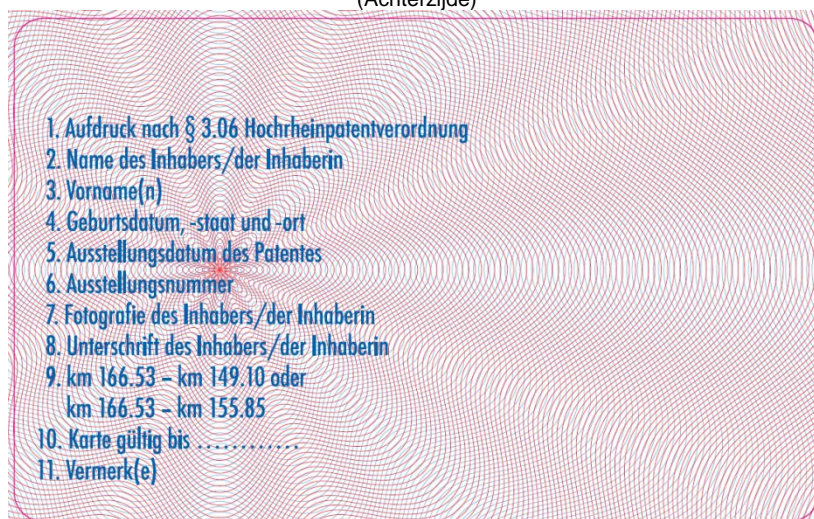 (Achterzijde)
1. Aufdruck nach § 3.06 Hochrheinpatentverordnung
2. Name des Inhabers/der Inhaberin
3. Vorname(n)
4. Geburtsdatum, -staat und -ort
5. Ausstellungsdatum des Patentes
6. Ausstellungsnummer
7. Fotografie des Inhabers/der Inhaberin
8. Unterschrift des Inhabers/der Inhaberin
9. km 166.53 – km 149.10 oder
km 166.53 – km 155.85
10. Karte gültig bis ............
11. Vermerk(e)